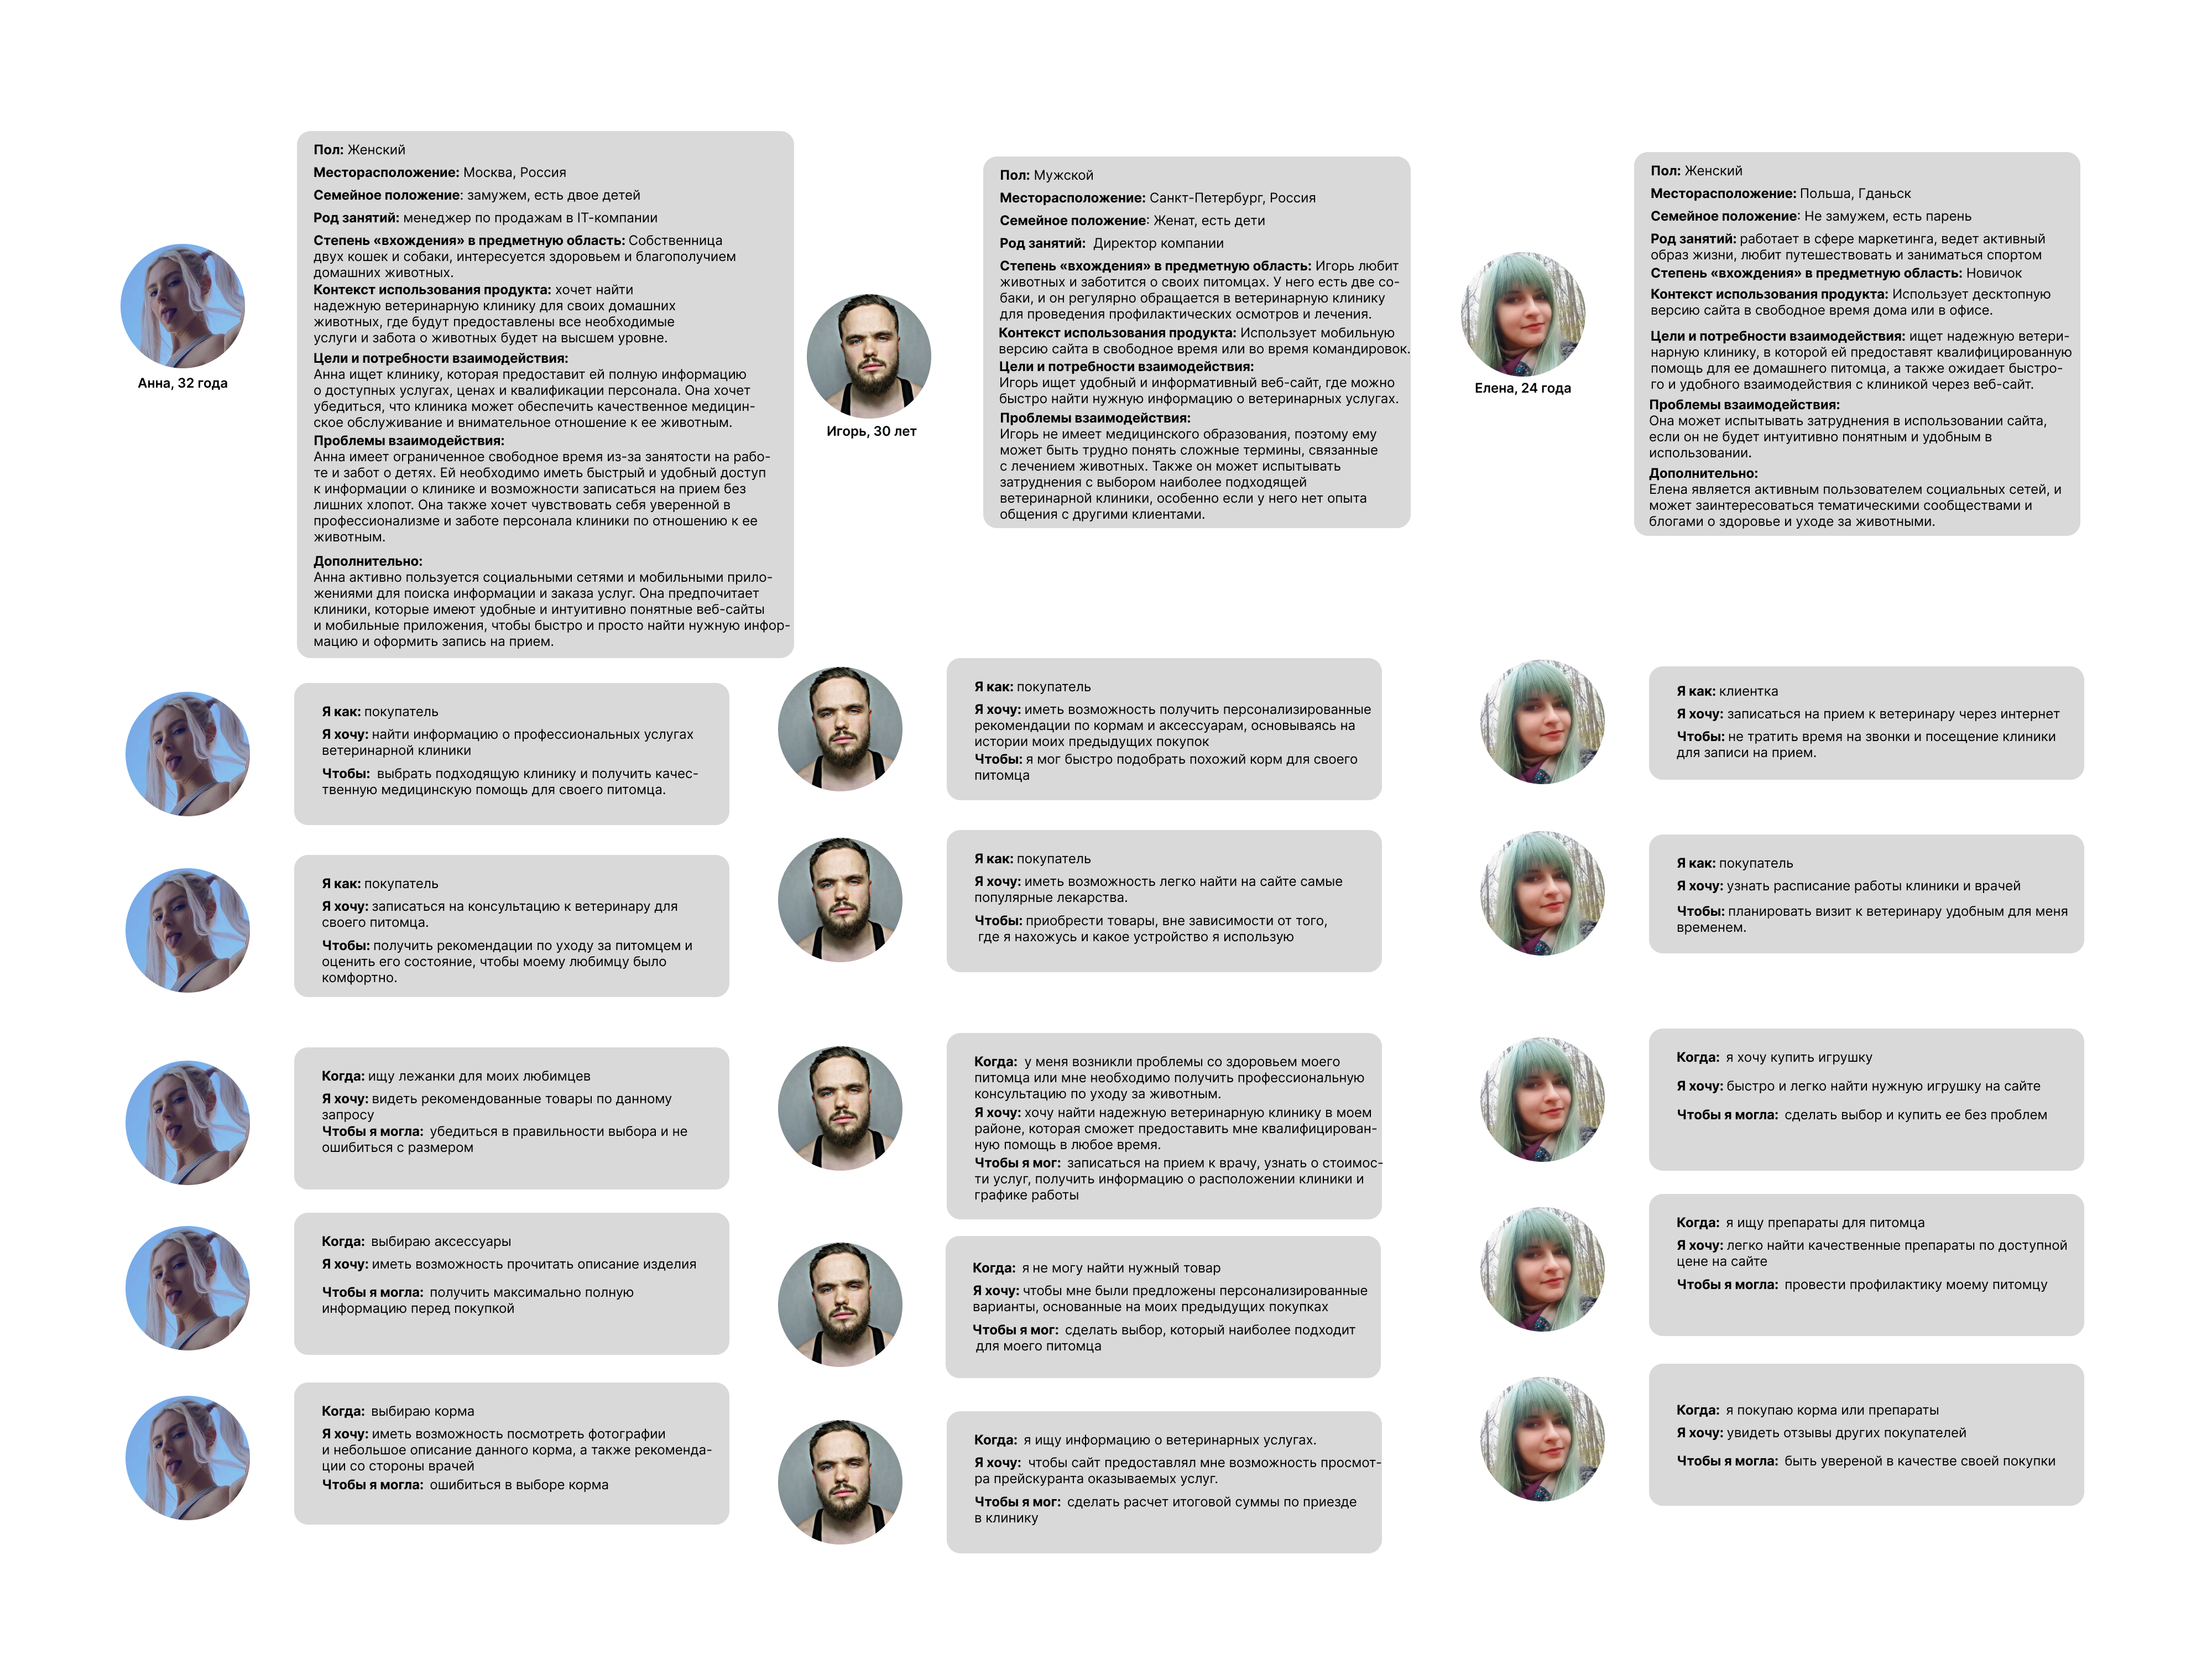 Пол: Женский
Месторасположение: Москва, Россия
Семейное положение: замужем, есть двое детей
Род занятий: менеджер по продажам в IT-компании
Степень «вхождения» в предметную область: Собственница
двух кошек и собаки, интересуется здоровьем и благополучием
домашних животных.
Контекст использования продукта: хочет найти
надежную ветеринарную клинику для своих домашних
животных, где будут предоставлены все необходимые
услуги и забота о животных будет на высшем уровне.
Цели и потребности взаимодействия:
Анна ищет клинику, которая предоставит ей полную информацию
о доступных услугах, ценах и квалификации персонала. Она хочет
убедиться, что клиника может обеспечить качественное медицин-
ское обслуживание и внимательное отношение к ее животным.
Проблемы взаимодействия:
Анна имеет ограниченное свободное время из-за занятости на рабо-
те и забот о детях. Ей необходимо иметь быстрый и удобный доступ
к информации о клинике и возможности записаться на прием без
лишних хлопот. Она также хочет чувствовать себя уверенной в
профессионализме и заботе персонала клиники по отношению к ее
животным.
Дополнительно:
Анна активно пользуется социальными сетями и мобильными прило-
жениями для поиска информации и заказа услуг. Она предпочитает
клиники, которые имеют удобные и интуитивно понятные веб-сайты
и мобильные приложения, чтобы быстро и просто найти нужную инфор-
мацию и оформить запись на прием.
Анна, 32 года
Пол: Мужской
Месторасположение: Санкт-Петербург, Россия
Семейное положение: Женат, есть дети
Род занятий: Директор компании
Степень «вхождения» в предметную область: Игорь любит
животных и заботится о своих питомцах. У него есть две со-
баки, и он регулярно обращается в ветеринарную клинику
для проведения профилактических осмотров и лечения.
Контекст использования продукта: Использует мобильную
версию сайта в свободное время или во время командировок.
Цели и потребности взаимодействия:
Игорь ищет удобный и информативный веб-сайт, где можно
быстро найти нужную информацию о ветеринарных услугах.
Проблемы взаимодействия:
Игорь не имеет медицинского образования, поэтому ему
может быть трудно понять сложные термины, связанные
с лечением животных. Также он может испытывать
затруднения с выбором наиболее подходящей
ветеринарной клиники, особенно если у него нет опыта
общения с другими клиентами.
Игорь, 30 лет
Пол: Женский
Месторасположение: Польша, Гданьск
Семейное положение: Не замужем, есть парень
Род занятий: работает в сфере маркетинга, ведет активный
образ жизни, любит путешествовать и заниматься спортом
Степень «вхождения» в предметную область: Новичок
Контекст использования продукта: Использует десктопную
версию сайта в свободное время дома или в офисе.
Цели и потребности взаимодействия: ищет надежную ветери-
нарную клинику, в которой ей предоставят квалифицированную
помощь для ее домашнего питомца, а также ожидает быстро-
го и удобного взаимодействия с клиникой через веб-сайт.
Проблемы взаимодействия:
Она может испытывать затруднения в использовании сайта,
если он не будет интуитивно понятным и удобным в
использовании.
Дополнительно:
Елена является активным пользователем социальных сетей, и
может заинтересоваться тематическими сообществами и
блогами о здоровье и уходе за животными.
Елена, 24 года
Я как: покупатель
Я хочу: найти информацию о профессиональных услугах
ветеринарной клиники
Чтобы: выбрать подходящую клинику и получить качес-
твенную медицинскую помощь для своего питомца.
Я как: покупатель
Я хочу: записаться на консультацию к ветеринару для
своего питомца.
Чтобы: получить рекомендации по уходу за питомцем и
оценить его состояние, чтобы моему любимцу было
комфортно.
Когда: ищу лежанки для моих любимцев
Я хочу: видеть рекомендованные товары по данному
запросу
Чтобы я могла: убедиться в правильности выбора и не
ошибиться с размером
Когда: выбираю аксессуары
Я хочу: иметь возможность прочитать описание изделия
Чтобы я могла: получить максимально полную
информацию перед покупкой
Когда: выбираю корма
Я хочу: иметь возможность посмотреть фотографии
и небольшое описание данного корма, а также рекоменда-
ции со стороны врачей
Чтобы я могла: ошибиться в выборе корма
Я как: покупатель
Я хочу: иметь возможность получить персонализированные
рекомендации по кормам и аксессуарам, основываясь на
истории моих предыдущих покупок
Чтобы: я мог быстро подобрать похожий корм для своего
питомца
Я как: покупатель
Я хочу: иметь возможность легко найти на сайте самые
популярные лекарства.
Чтобы: приобрести товары, вне зависимости от того,
где я нахожусь и какое устройство я использую
Когда: у меня возникли проблемы со здоровьем моего
питомца или мне необходимо получить профессиональную
консультацию по уходу за животным.
Я хочу: хочу найти надежную ветеринарную клинику в моем
районе, которая сможет предоставить мне квалифицирован-
ную помощь в любое время.
Чтобы я мог: записаться на прием к врачу, узнать о стоимос-
ти услуг, получить информацию о расположении клиники и
графике работы
Когда: я не могу найти нужный товар
Я хочу: чтобы мне были предложены персонализированные
варианты, основанные на моих предыдущих покупках
Чтобы я мог: сделать выбор, который наиболее подходит
для моего питомца
Когда: я ищу информацию о ветеринарных услугах.
Я хочу: чтобы сайт предоставлял мне возможность просмот-
ра прейскуранта оказываемых услуг.
Чтобы я мог: сделать расчет итоговой суммы по приезде
в клинику
Я как: клиентка
Я хочу: записаться на прием к ветеринару через интернет
Чтобы: не тратить время на звонки и посещение клиники
для записи на прием.
Я как: покупатель
Я хочу: узнать расписание работы клиники и врачей
Чтобы: планировать визит к ветеринару удобным для меня
временем.
Когда: я хочу купить игрушку
Я хочу: быстро и легко найти нужную игрушку на сайте
Чтобы я могла: сделать выбор и купить ее без проблем
Когда: я ищу препараты для питомца
Я хочу: легко найти качественные препараты по доступной
цене на сайте
Чтобы я могла: провести профилактику моему питомцу
Когда: я покупаю корма или препараты
Я хочу: увидеть отзывы других покупателей
Чтобы я могла: быть увереной в качестве своей покупки